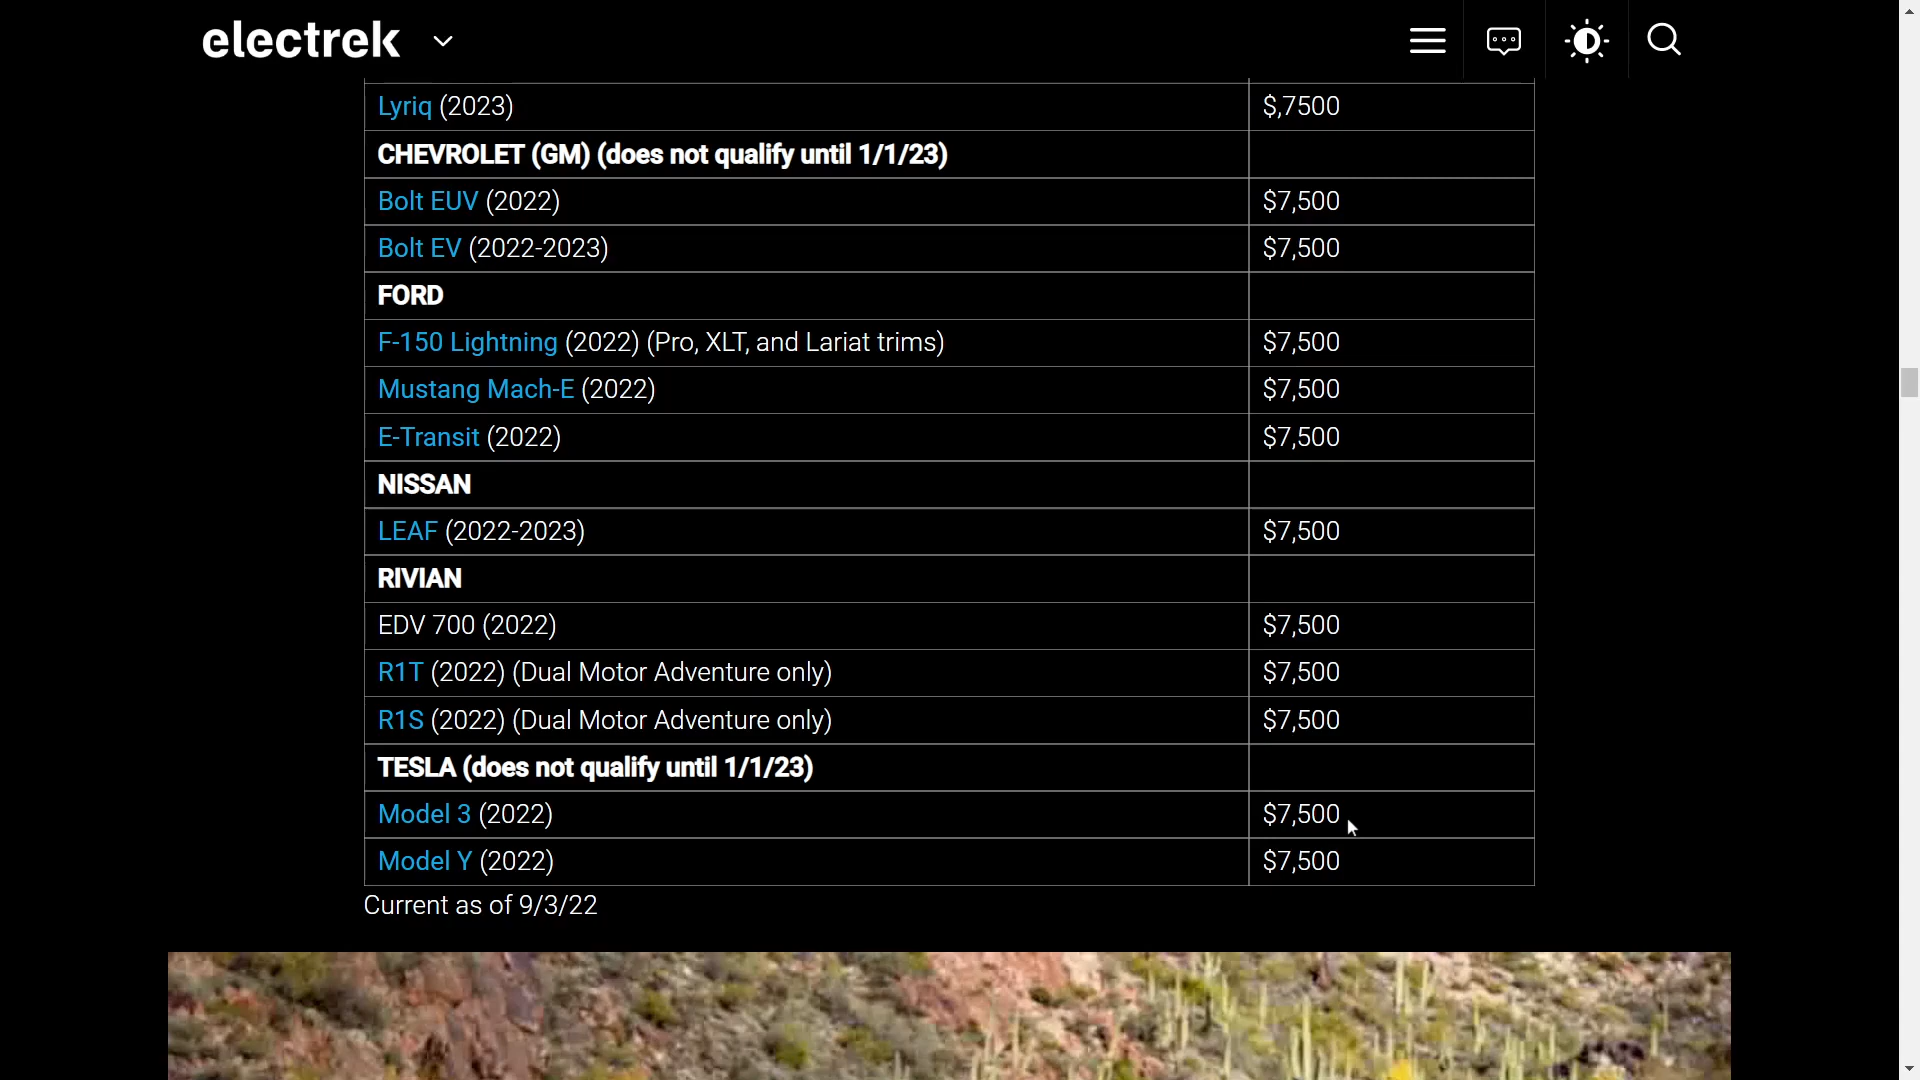 electrek
Lyriq (2023) $,7500
CHEVROLET (GM) (does not qualify until 1/1/23)
Bolt EUV (2022) $7,500
Bolt EV (2022-2023) $7,500
FORD
F-150 Lightning (2022) (Pro, XLT, and Lariat trims) $7,500
Mustang Mach-E (2022) $7,500
E-Transit (2022) $7,500
NISSAN
LEAF (2022-2023) $7,500
RIVIAN
EDV 700 (2022) $7,500
R1T (2022) (Dual Motor Adventure only) $7,500
R1S (2022) (Dual Motor Adventure only) $7,500
TESLA (does not qualify until 1/1/23)
Model 3 (2022) $7,500
Model Y (2022) $7,500
Current as of 9/3/22